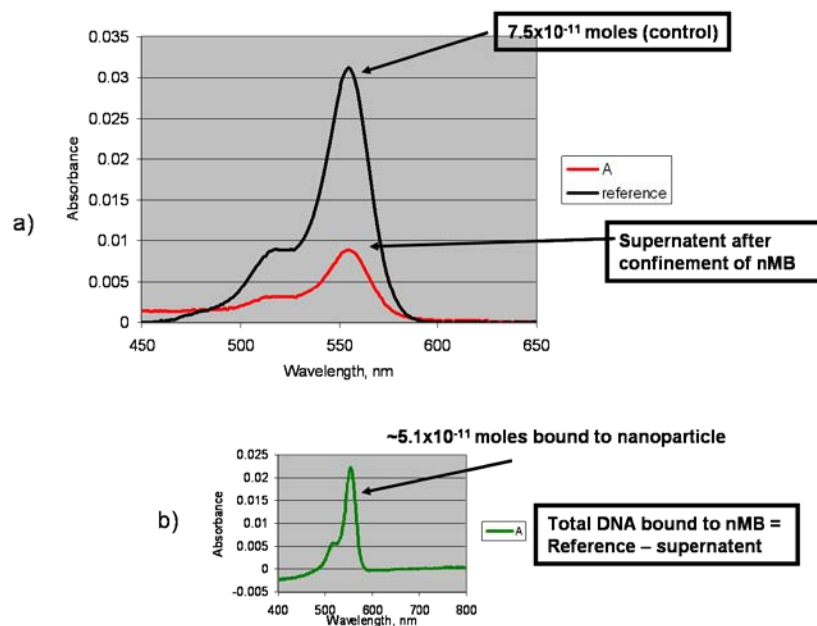 7.5x10⁻¹¹ moles (control)
0.035
0.03
0.025
0.02
0.015
0.01
0.005
0
Absorbance
450 500 550 600 650
Wavelength, nm
A
reference
a)
Supernatent after
confinement of nMB
~5.1x10⁻¹¹ moles bound to nanoparticle
0.025
0.02
0.015
0.01
0.005
0
-0.005
Absorbance
400 500 600 700 800
Wavelength, nm
b)
A
Total DNA bound to nMB =
Reference – supernatent